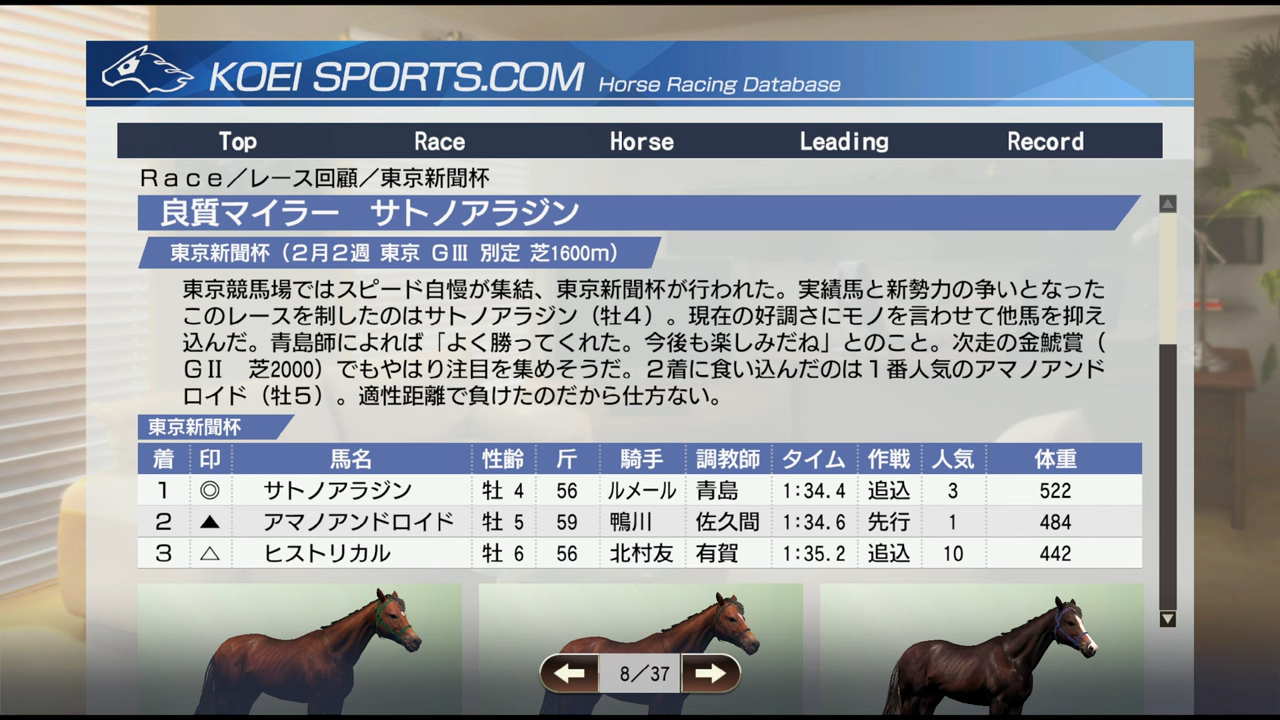 KOEI SPORTS.COM Horse Racing Database
Top Race Horse Leading Record
Race／レース回顧／東京新聞杯
良質マイラー　サトノアラジン
東京新聞杯（２月２週 東京 ＧⅢ 別定 芝1600m）
東京競馬場ではスピード自慢が集結、東京新聞杯が行われた。実績馬と新勢力の争いとなった
このレースを制したのはサトノアラジン（牡４）。現在の好調さにモノを言わせて他馬を抑え
込んだ。青島師によれば「よく勝ってくれた。今後も楽しみだね」とのこと。次走の金鯱賞（
ＧⅡ　芝2000）でもやはり注目を集めそうだ。２着に食い込んだのは１番人気のアマノアンド
ロイド（牡５）。適性距離で負けたのだから仕方ない。
東京新聞杯
着 印 馬名 性齢 斤 騎手 調教師 タイム 作戦 人気 体重
1 ◎ サトノアラジン 牡 4 56 ルメール 青島 1:34.4 追込 3 522
2 ▲ アマノアンドロイド 牡 5 59 鴨川 佐久間 1:34.6 先行 1 484
3 △ ヒストリカル 牡 6 56 北村友 有賀 1:35.2 追込 10 442
8／37